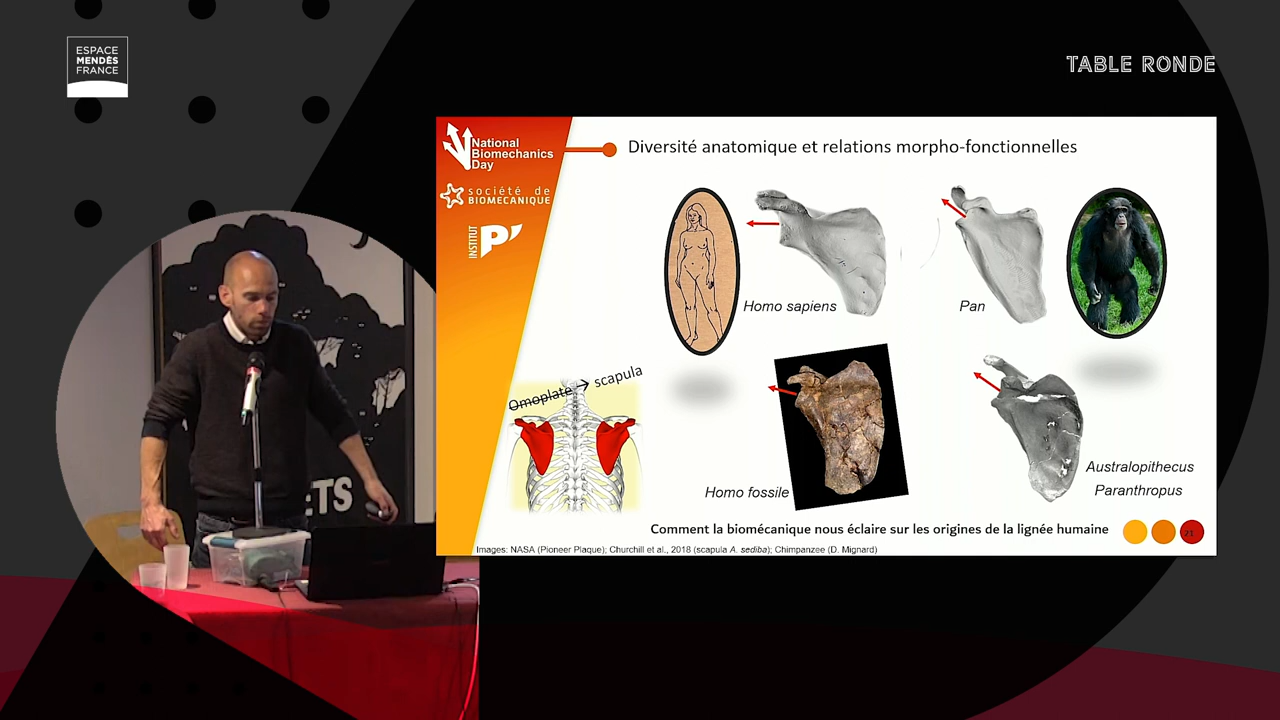 ESPACE
MENDÈS
FRANCE
TABLE RONDE
National
Biomechanics
Day
société de
BIOMECANIQUE
INSTITUT
P'
Diversité anatomique et relations morpho-fonctionnelles
Homo sapiens
Pan
Omoplate → scapula
Homo fossile
Australopithecus
Paranthropus
Comment la biomécanique nous éclaire sur les origines de la lignée humaine
Images: NASA (Pioneer Plaque); Churchill et al., 2018 (scapula A. sediba); Chimpanzee (D. Mignard)